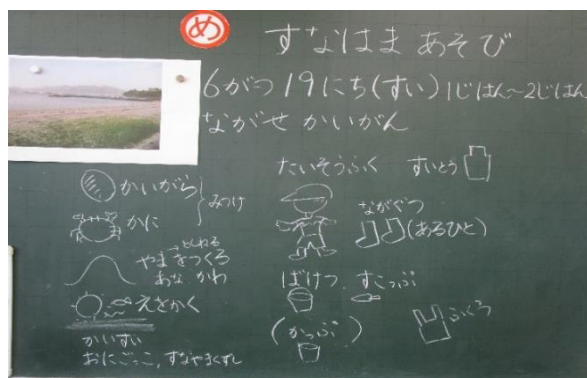 め
すなはま あそび
6がつ 19にち(すい) 1じはん~2じはん
ながせ かいがん
かいがら
かに
みつけ
やまをつくろ
あな かわ
えをかく
かいすい
おにごっこ, すなやまくずし
たいそうふく すいとう
ながぐつ
(あるひと)
ばけつ. すこっぷ
(かっぷ)
ふくろ